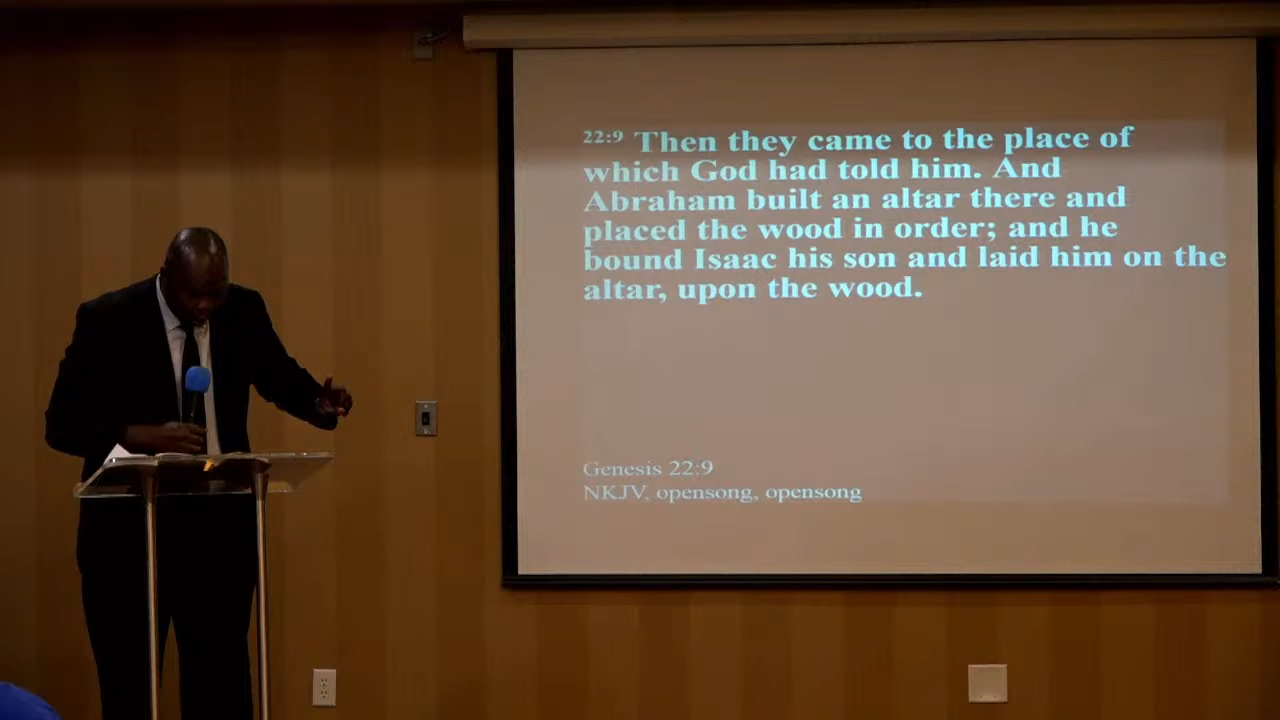 22:9 Then they came to the place of
which God had told him. And
Abraham built an altar there and
placed the wood in order; and he
bound Isaac his son and laid him on the
altar, upon the wood.
Genesis 22:9
NKJV, opensong, opensong